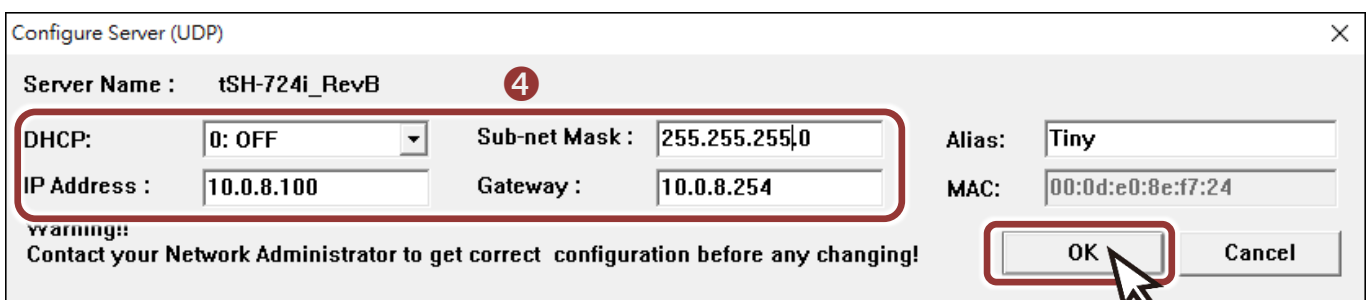 Configure Server (UDP)
Server Name : tSH-724i_RevB 4
DHCP: 0: OFF Sub-net Mask : 255.255.255.0 Alias: Tiny
IP Address : 10.0.8.100 Gateway : 10.0.8.254 MAC: 00:0d:e0:8e:f7:24
Warning!!
Contact your Network Administrator to get correct configuration before any changing!
OK Cancel